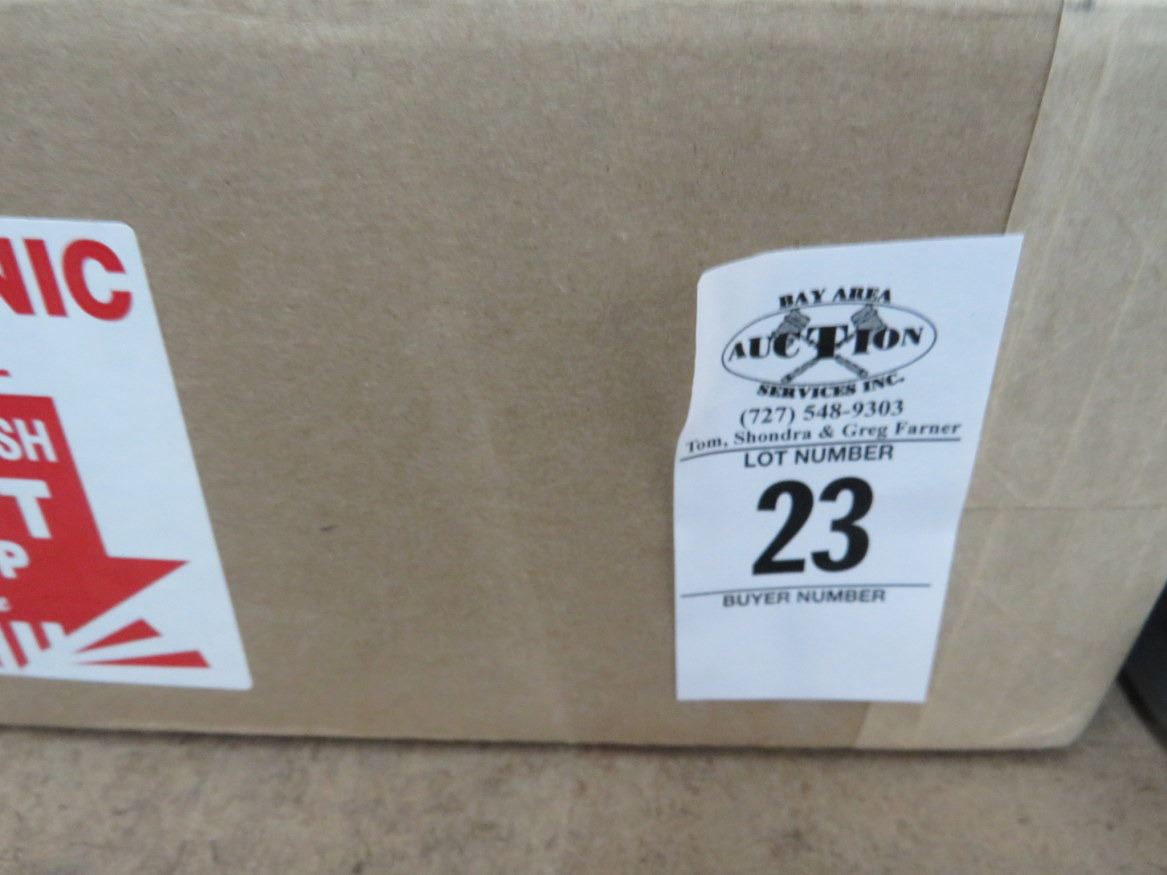 NIC
SH
T
P
BAY AREA
AUCTION
SERVICES INC.
(727) 548-9303
Tom, Shondra & Greg Farner
LOT NUMBER
23
BUYER NUMBER